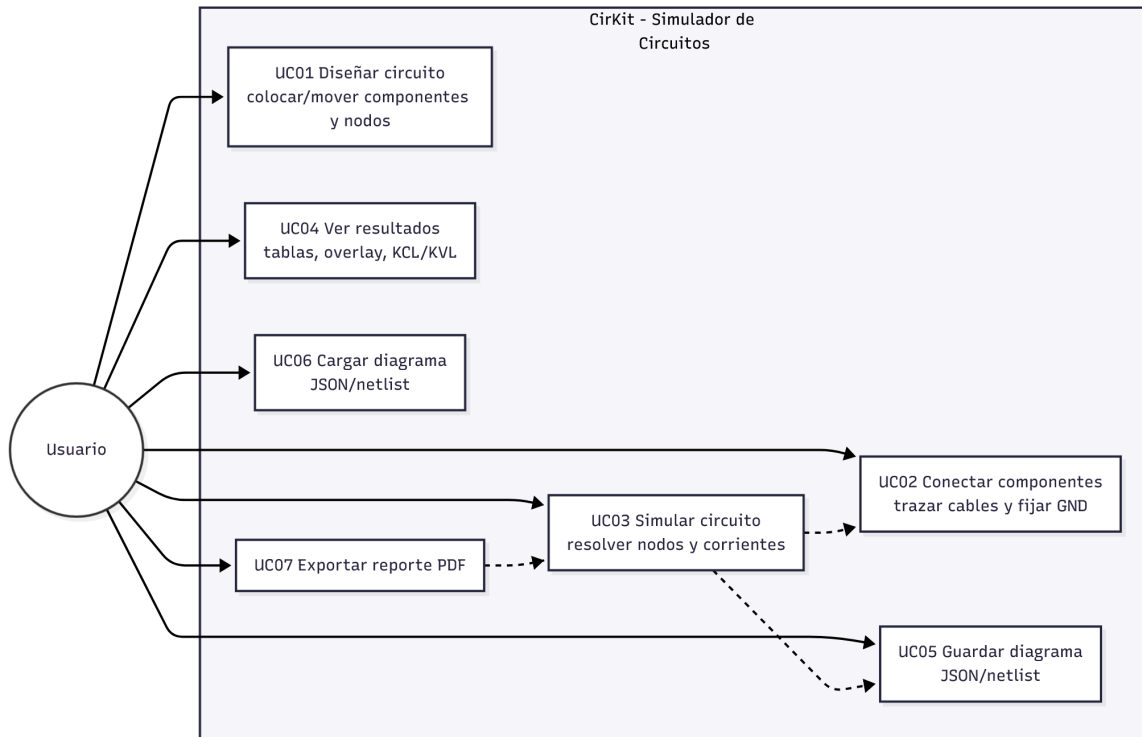 CirKit - Simulador de
Circuitos
UC01 Diseñar circuito
colocar/mover componentes
y nodos
UC04 Ver resultados
tablas, overlay, KCL/KVL
UC06 Cargar diagrama
JSON/netlist
Usuario
UC02 Conectar componentes
trazar cables y fijar GND
UC03 Simular circuito
resolver nodos y corrientes
UC07 Exportar reporte PDF
UC05 Guardar diagrama
JSON/netlist